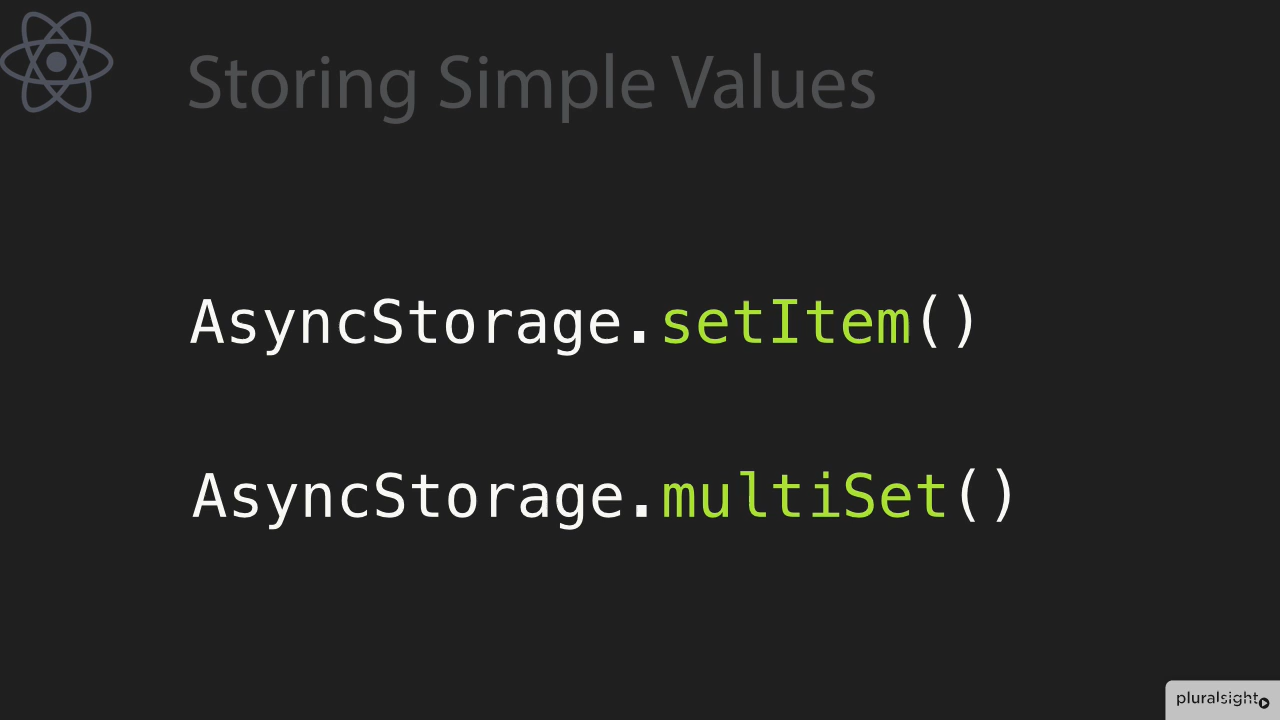 Storing Simple Values
AsyncStorage.setItem()
AsyncStorage.multiSet()
pluralsight